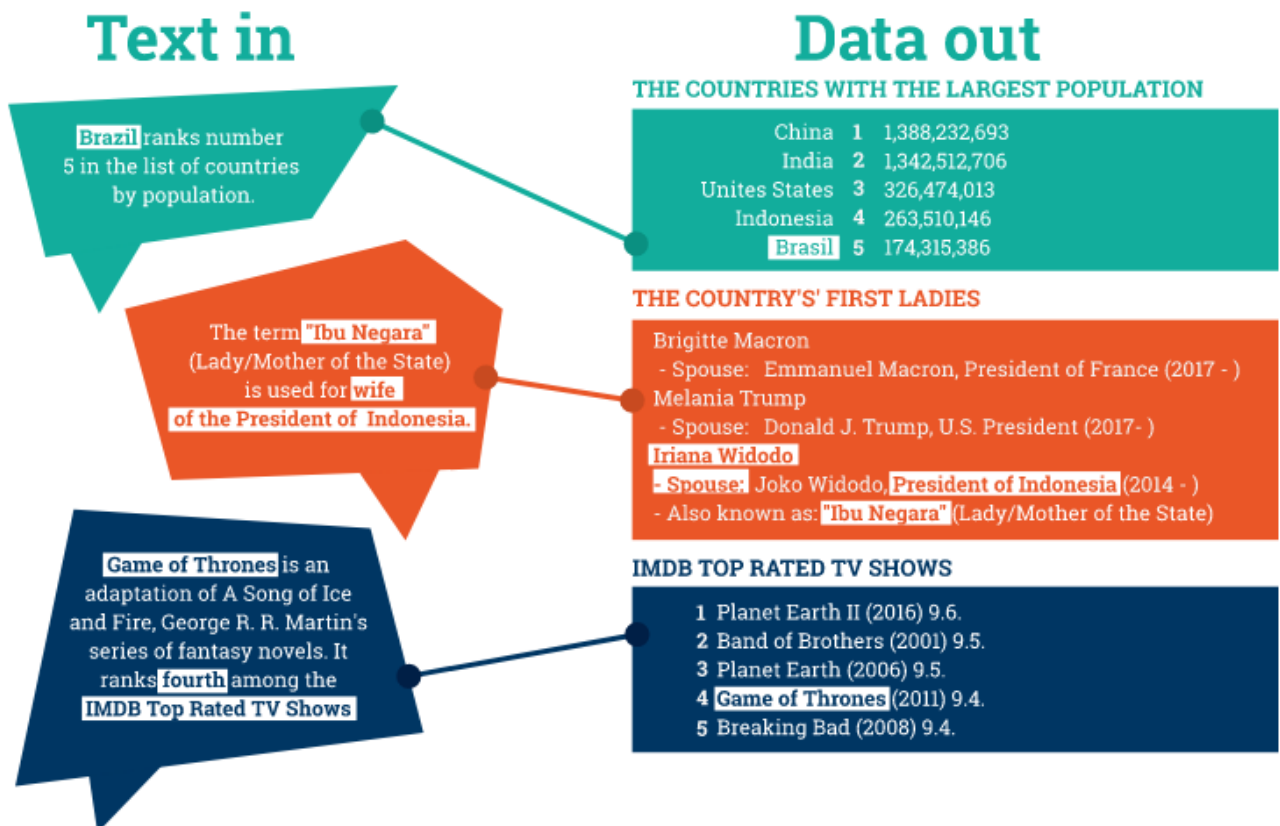 Text in
Brazil ranks number
5 in the list of countries
by population.
The term "Ibu Negara"
(Lady/Mother of the State)
is used for wife
of the President of Indonesia.
Game of Thrones is an
adaptation of A Song of Ice
and Fire, George R. R. Martin's
series of fantasy novels. It
ranks fourth among the
IMDB Top Rated TV Shows
Data out
THE COUNTRIES WITH THE LARGEST POPULATION
China 1 1,388,232,693
India 2 1,342,512,706
Unites States 3 326,474,013
Indonesia 4 263,510,146
Brasil 5 174,315,386
THE COUNTRY'S' FIRST LADIES
Brigitte Macron
- Spouse: Emmanuel Macron, President of France (2017 - )
Melania Trump
- Spouse: Donald J. Trump, U.S. President (2017- )
Iriana Widodo
- Spouse: Joko Widodo, President of Indonesia (2014 - )
- Also known as: "Ibu Negara" (Lady/Mother of the State)
IMDB TOP RATED TV SHOWS
1 Planet Earth II (2016) 9.6.
2 Band of Brothers (2001) 9.5.
3 Planet Earth (2006) 9.5.
4 Game of Thrones (2011) 9.4.
5 Breaking Bad (2008) 9.4.